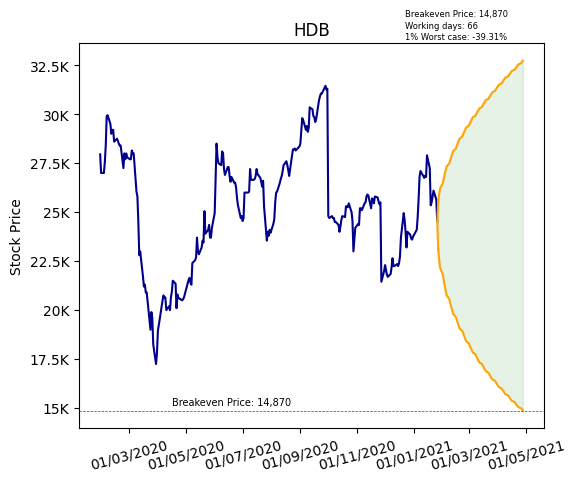 Breakeven Price: 14,870
Working days: 66
1% Worst case: -39.31%
HDB
Stock Price
32.5K
30K
27.5K
25K
22.5K
20K
17.5K
15K
Breakeven Price: 14,870
01/03/2020
01/05/2020
01/07/2020
01/09/2020
01/11/2020
01/01/2021
01/03/2021
01/05/2021